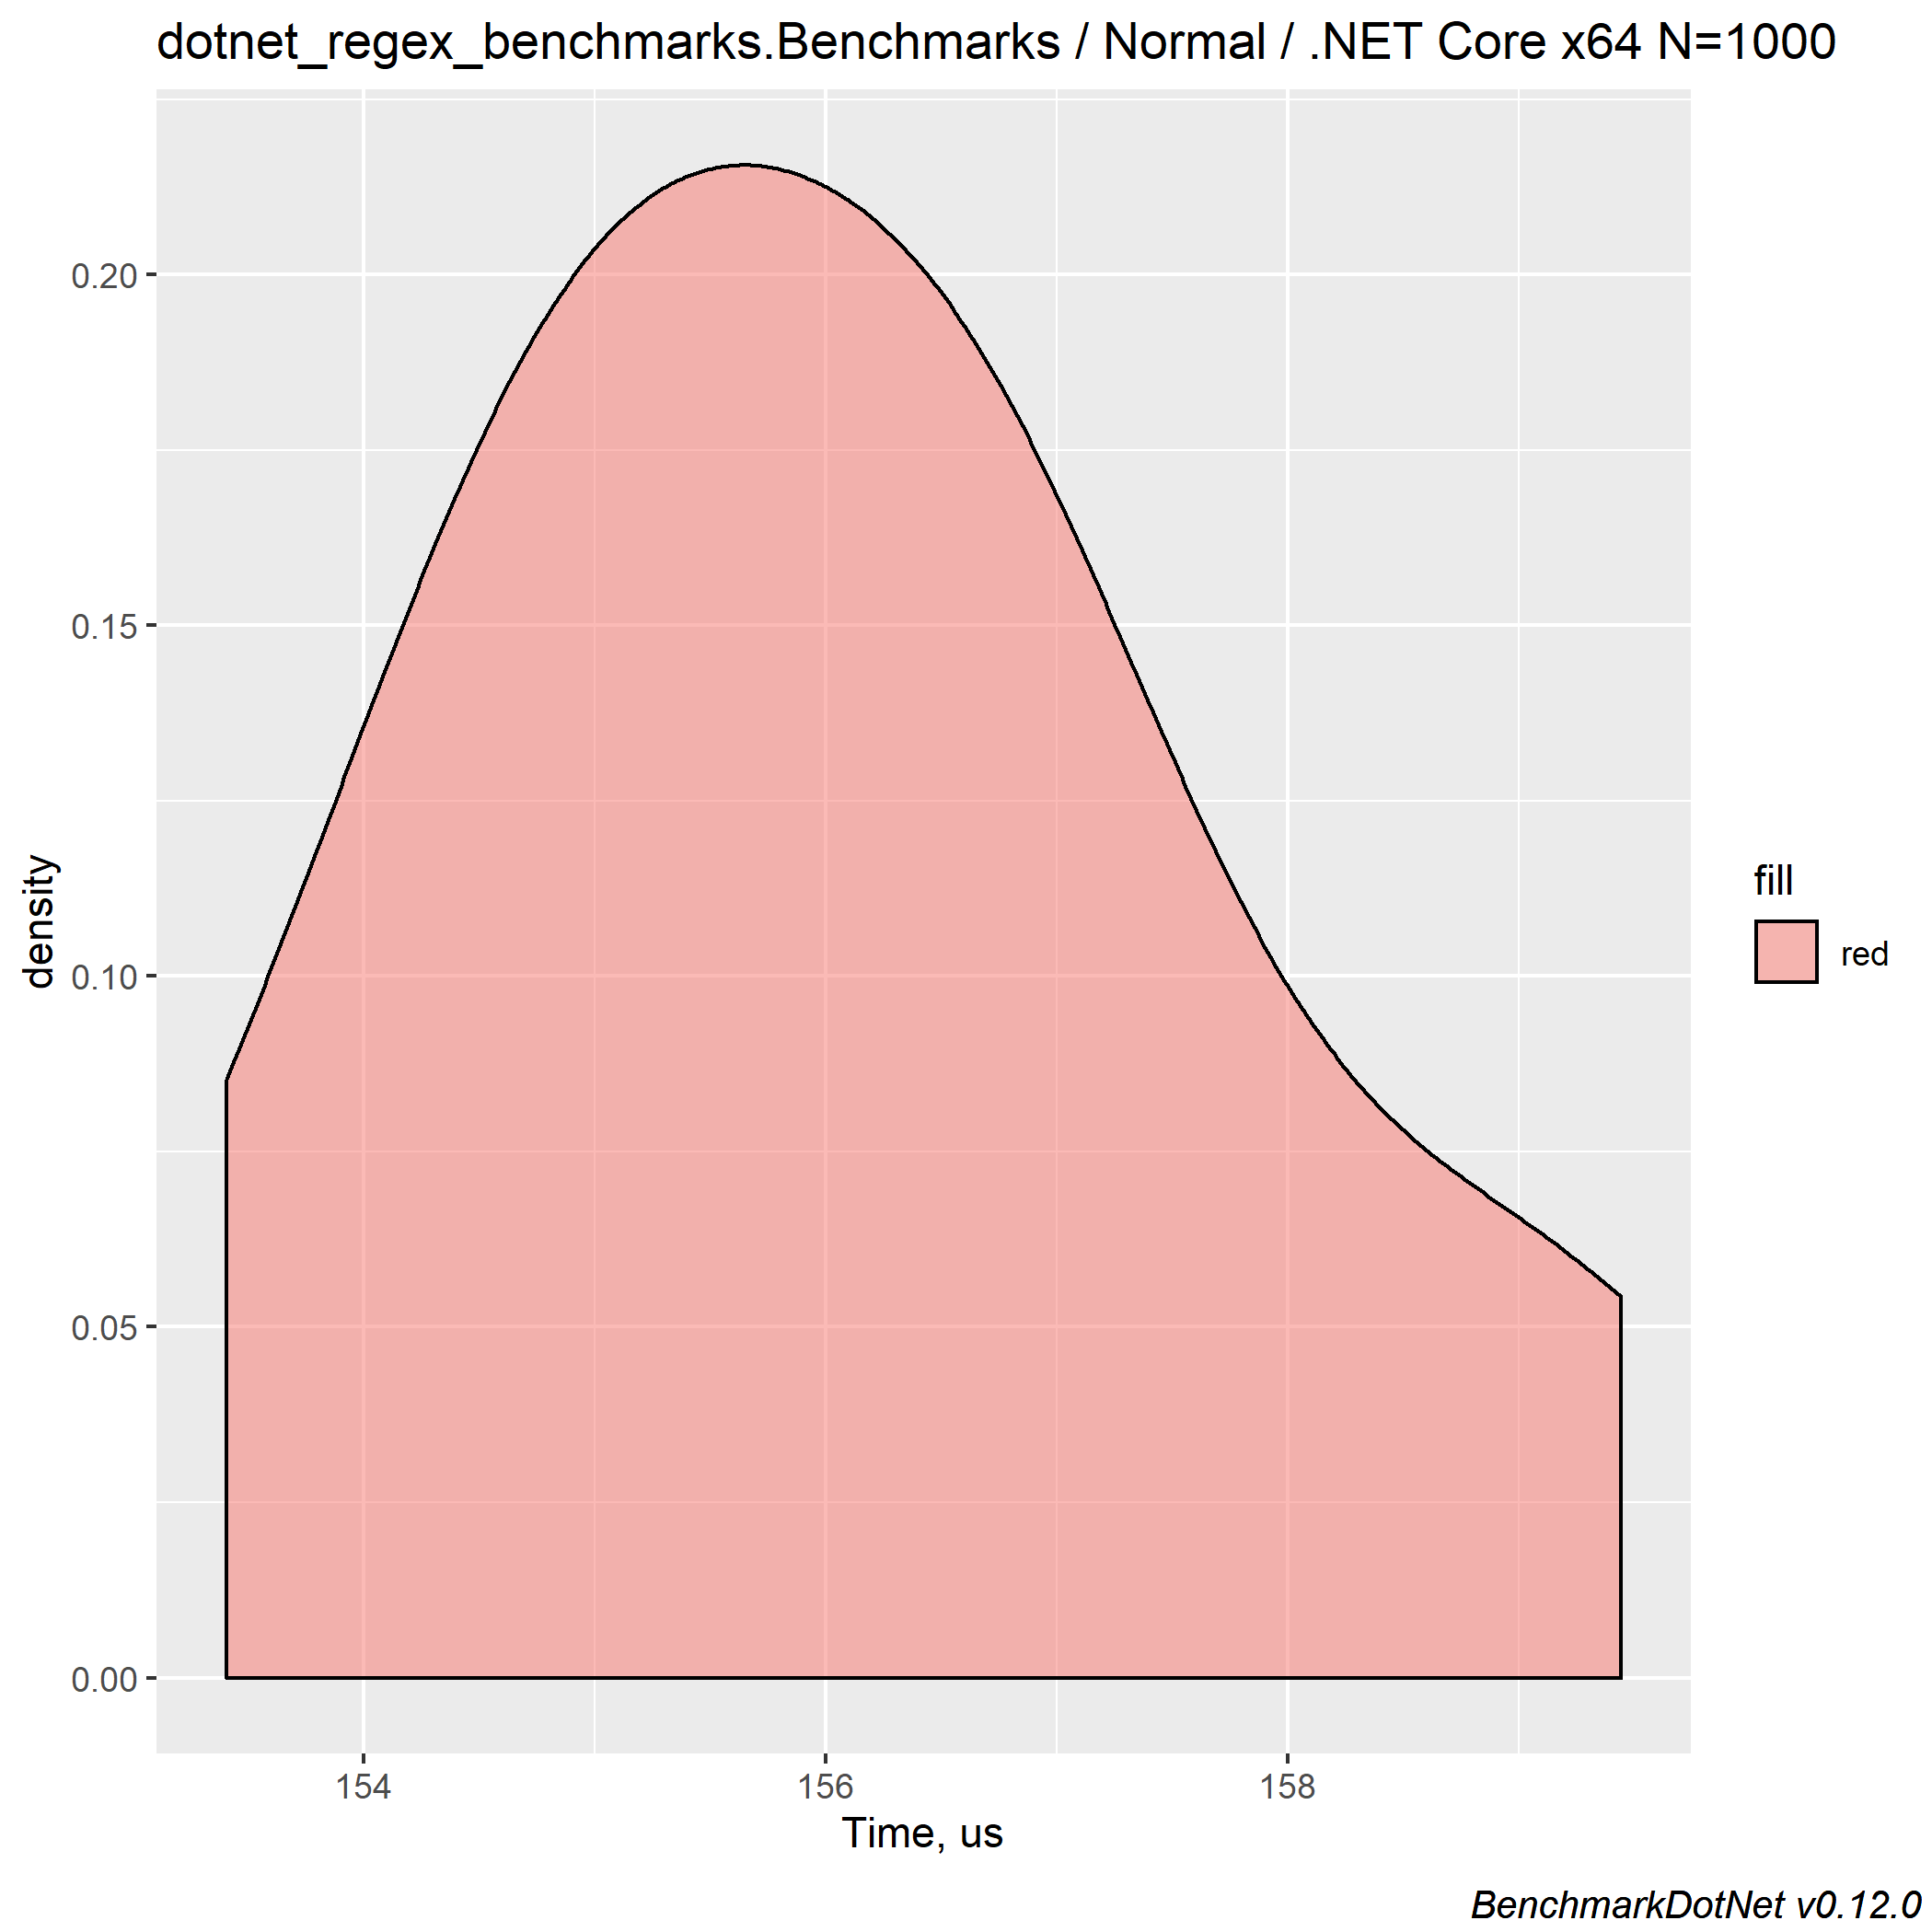 dotnet_regex_benchmarks.Benchmarks / Normal / .NET Core x64 N=1000
0.20
0.15
0.10
0.05
0.00
density
154 156 158
Time, us
fill
red
BenchmarkDotNet v0.12.0